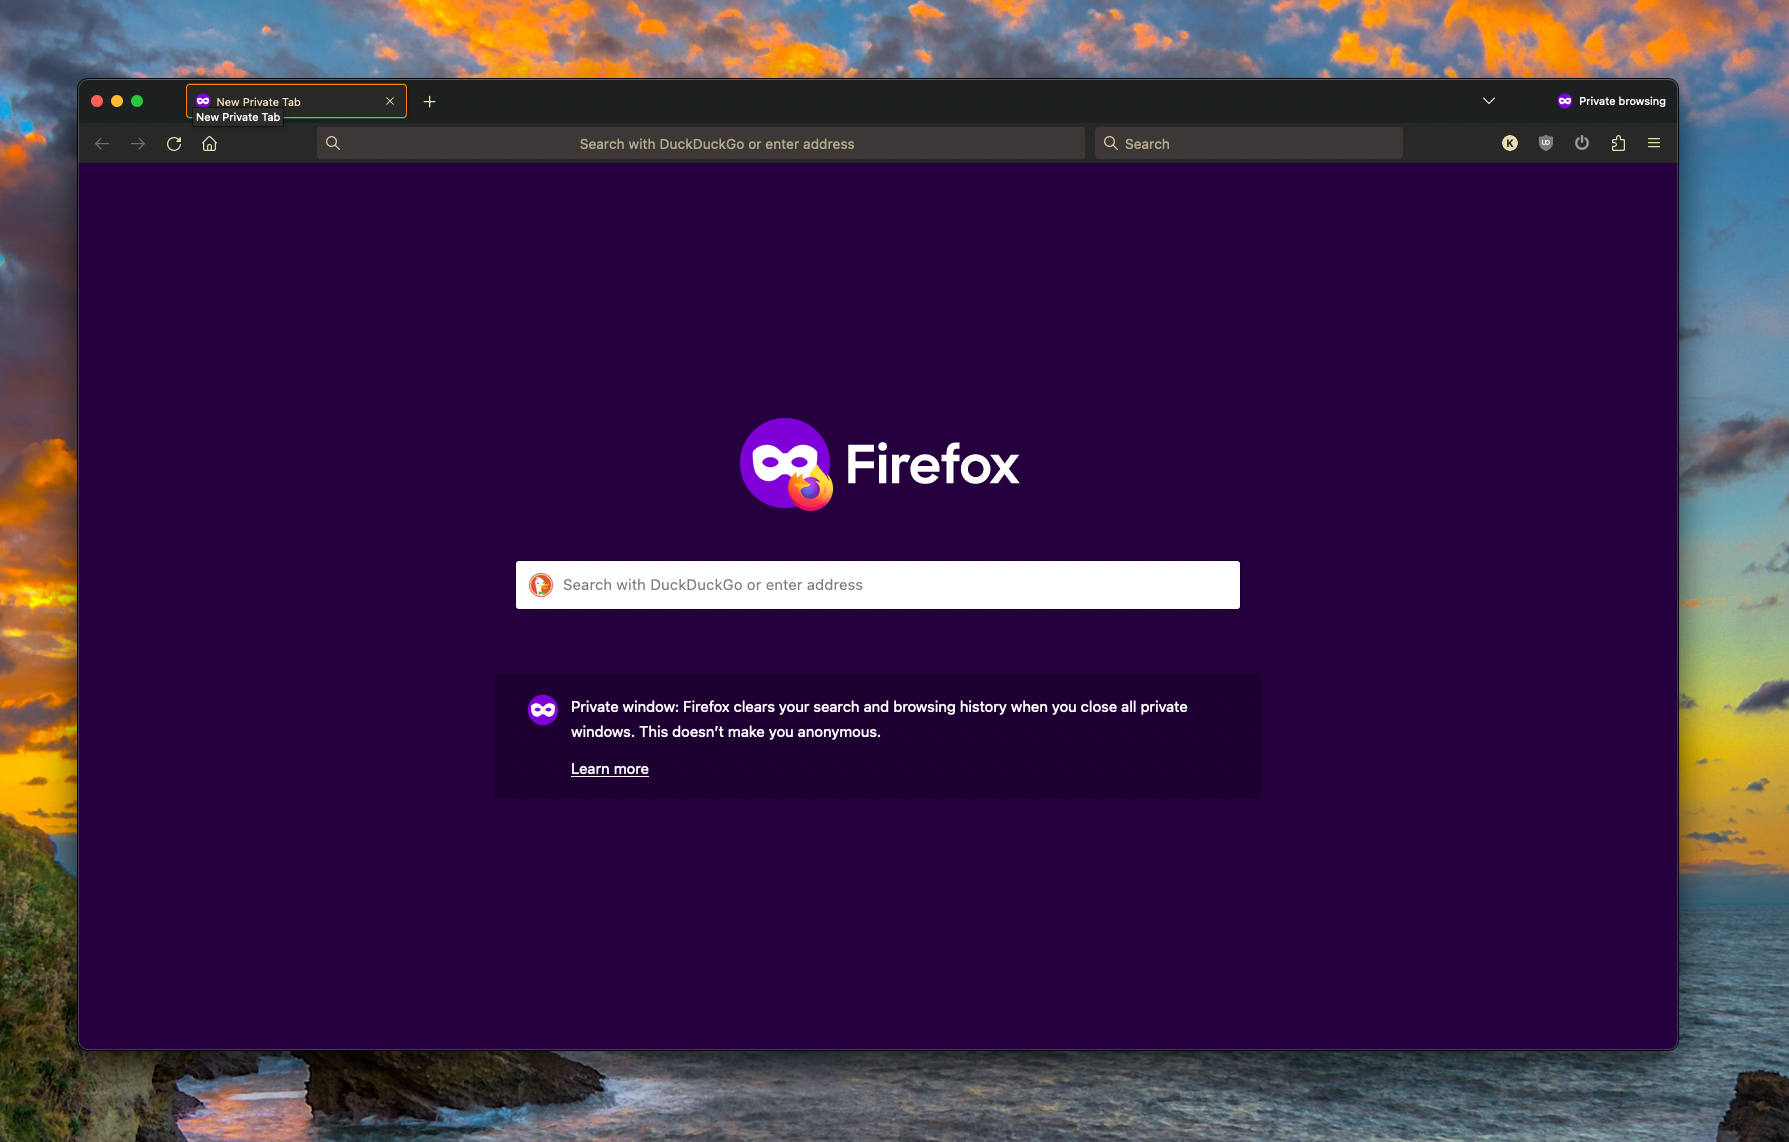 New Private Tab
Private browsing
New Private Tab
Search with DuckDuckGo or enter address
Search
K
Firefox
Search with DuckDuckGo or enter address
Private window: Firefox clears your search and browsing history when you close all private
windows. This doesn’t make you anonymous.
Learn more